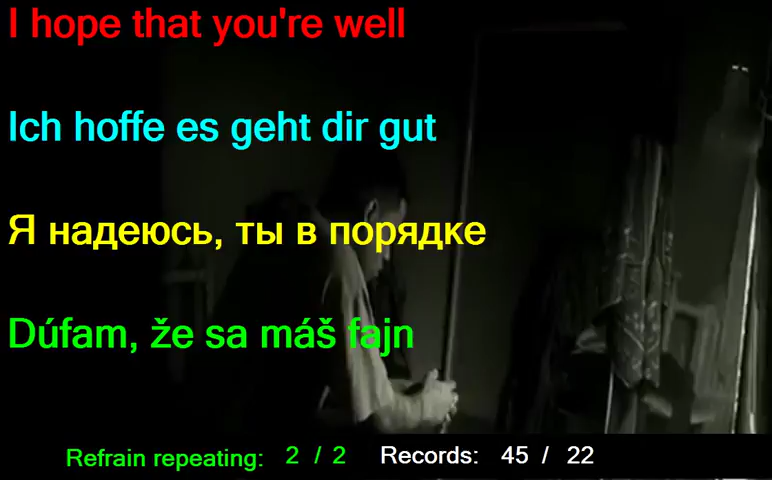 I hope that you're well
Ich hoffe es geht dir gut
Я надеюсь, ты в порядке
Dúfam, že sa máš fajn
Refrain repeating: 2 / 2 Records: 45 / 22